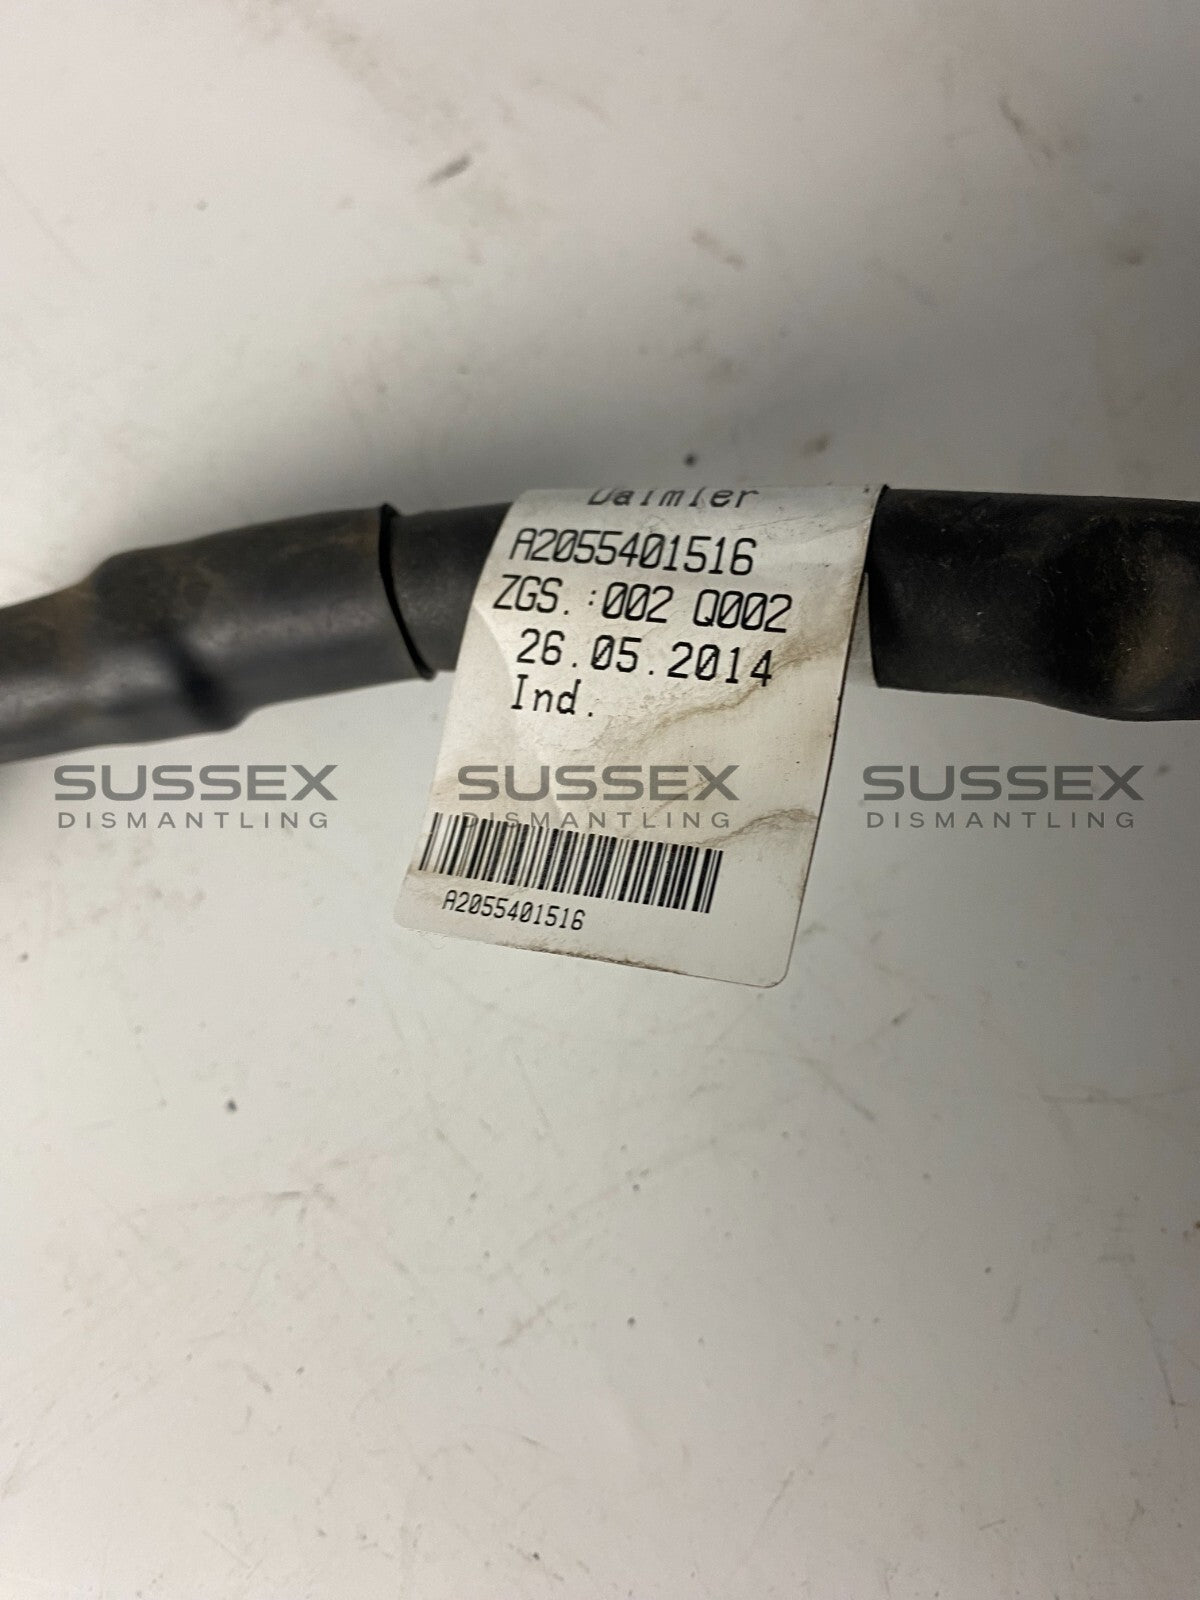 Daimler
A2055401516
ZGS.:002 Q002
26.05.2014
Ind.
SUSSEX SUSSEX SUSSEX
DISMANTLING DISMANTLING DISMANTLING
A2055401516